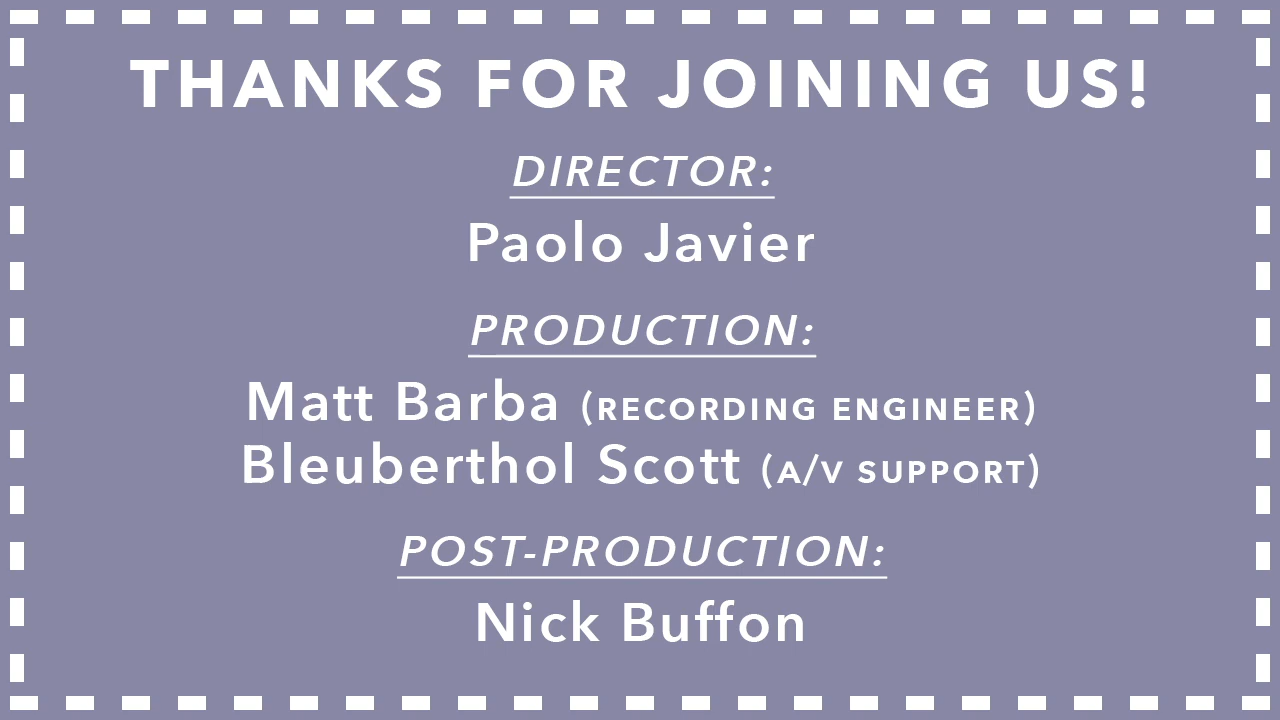 THANKS FOR JOINING US!
DIRECTOR:
Paolo Javier
PRODUCTION:
Matt Barba (RECORDING ENGINEER)
Bleuberthol Scott (A/V SUPPORT)
POST-PRODUCTION:
Nick Buffon